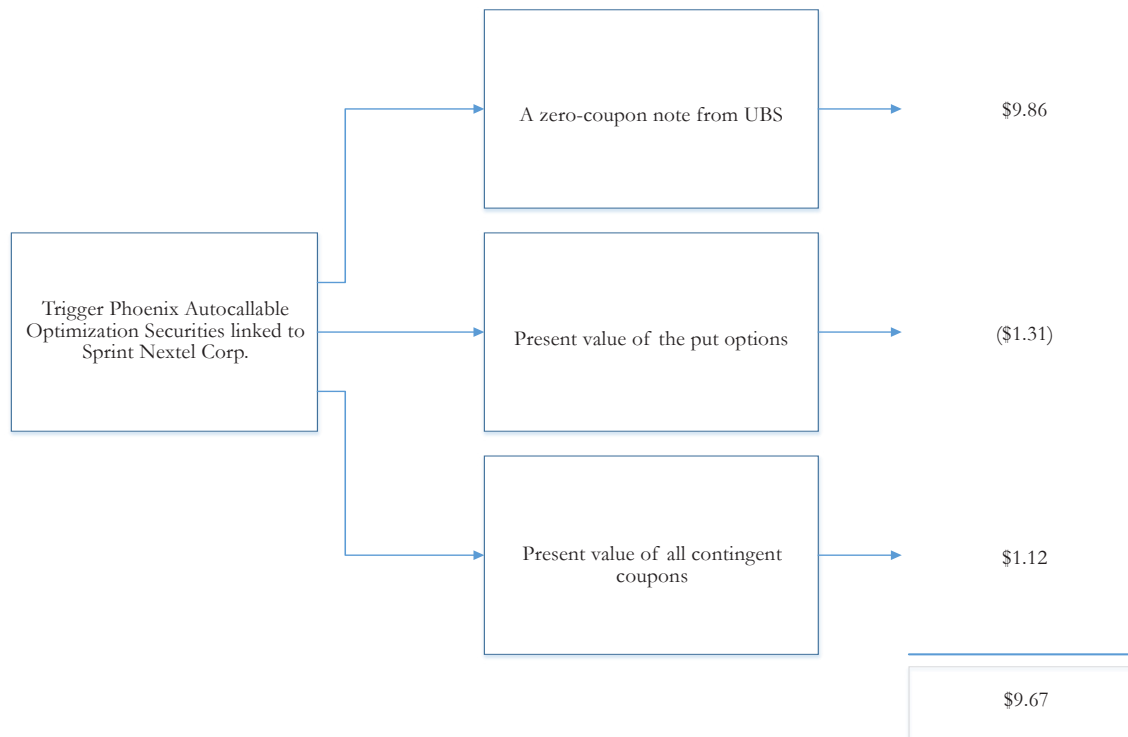 A zero-coupon note from UBS
$9.86
Trigger Phoenix Autocallable
Optimization Securities linked to
Sprint Nextel Corp.
Present value of the put options
($1.31)
Present value of all contingent
coupons
$1.12
$9.67